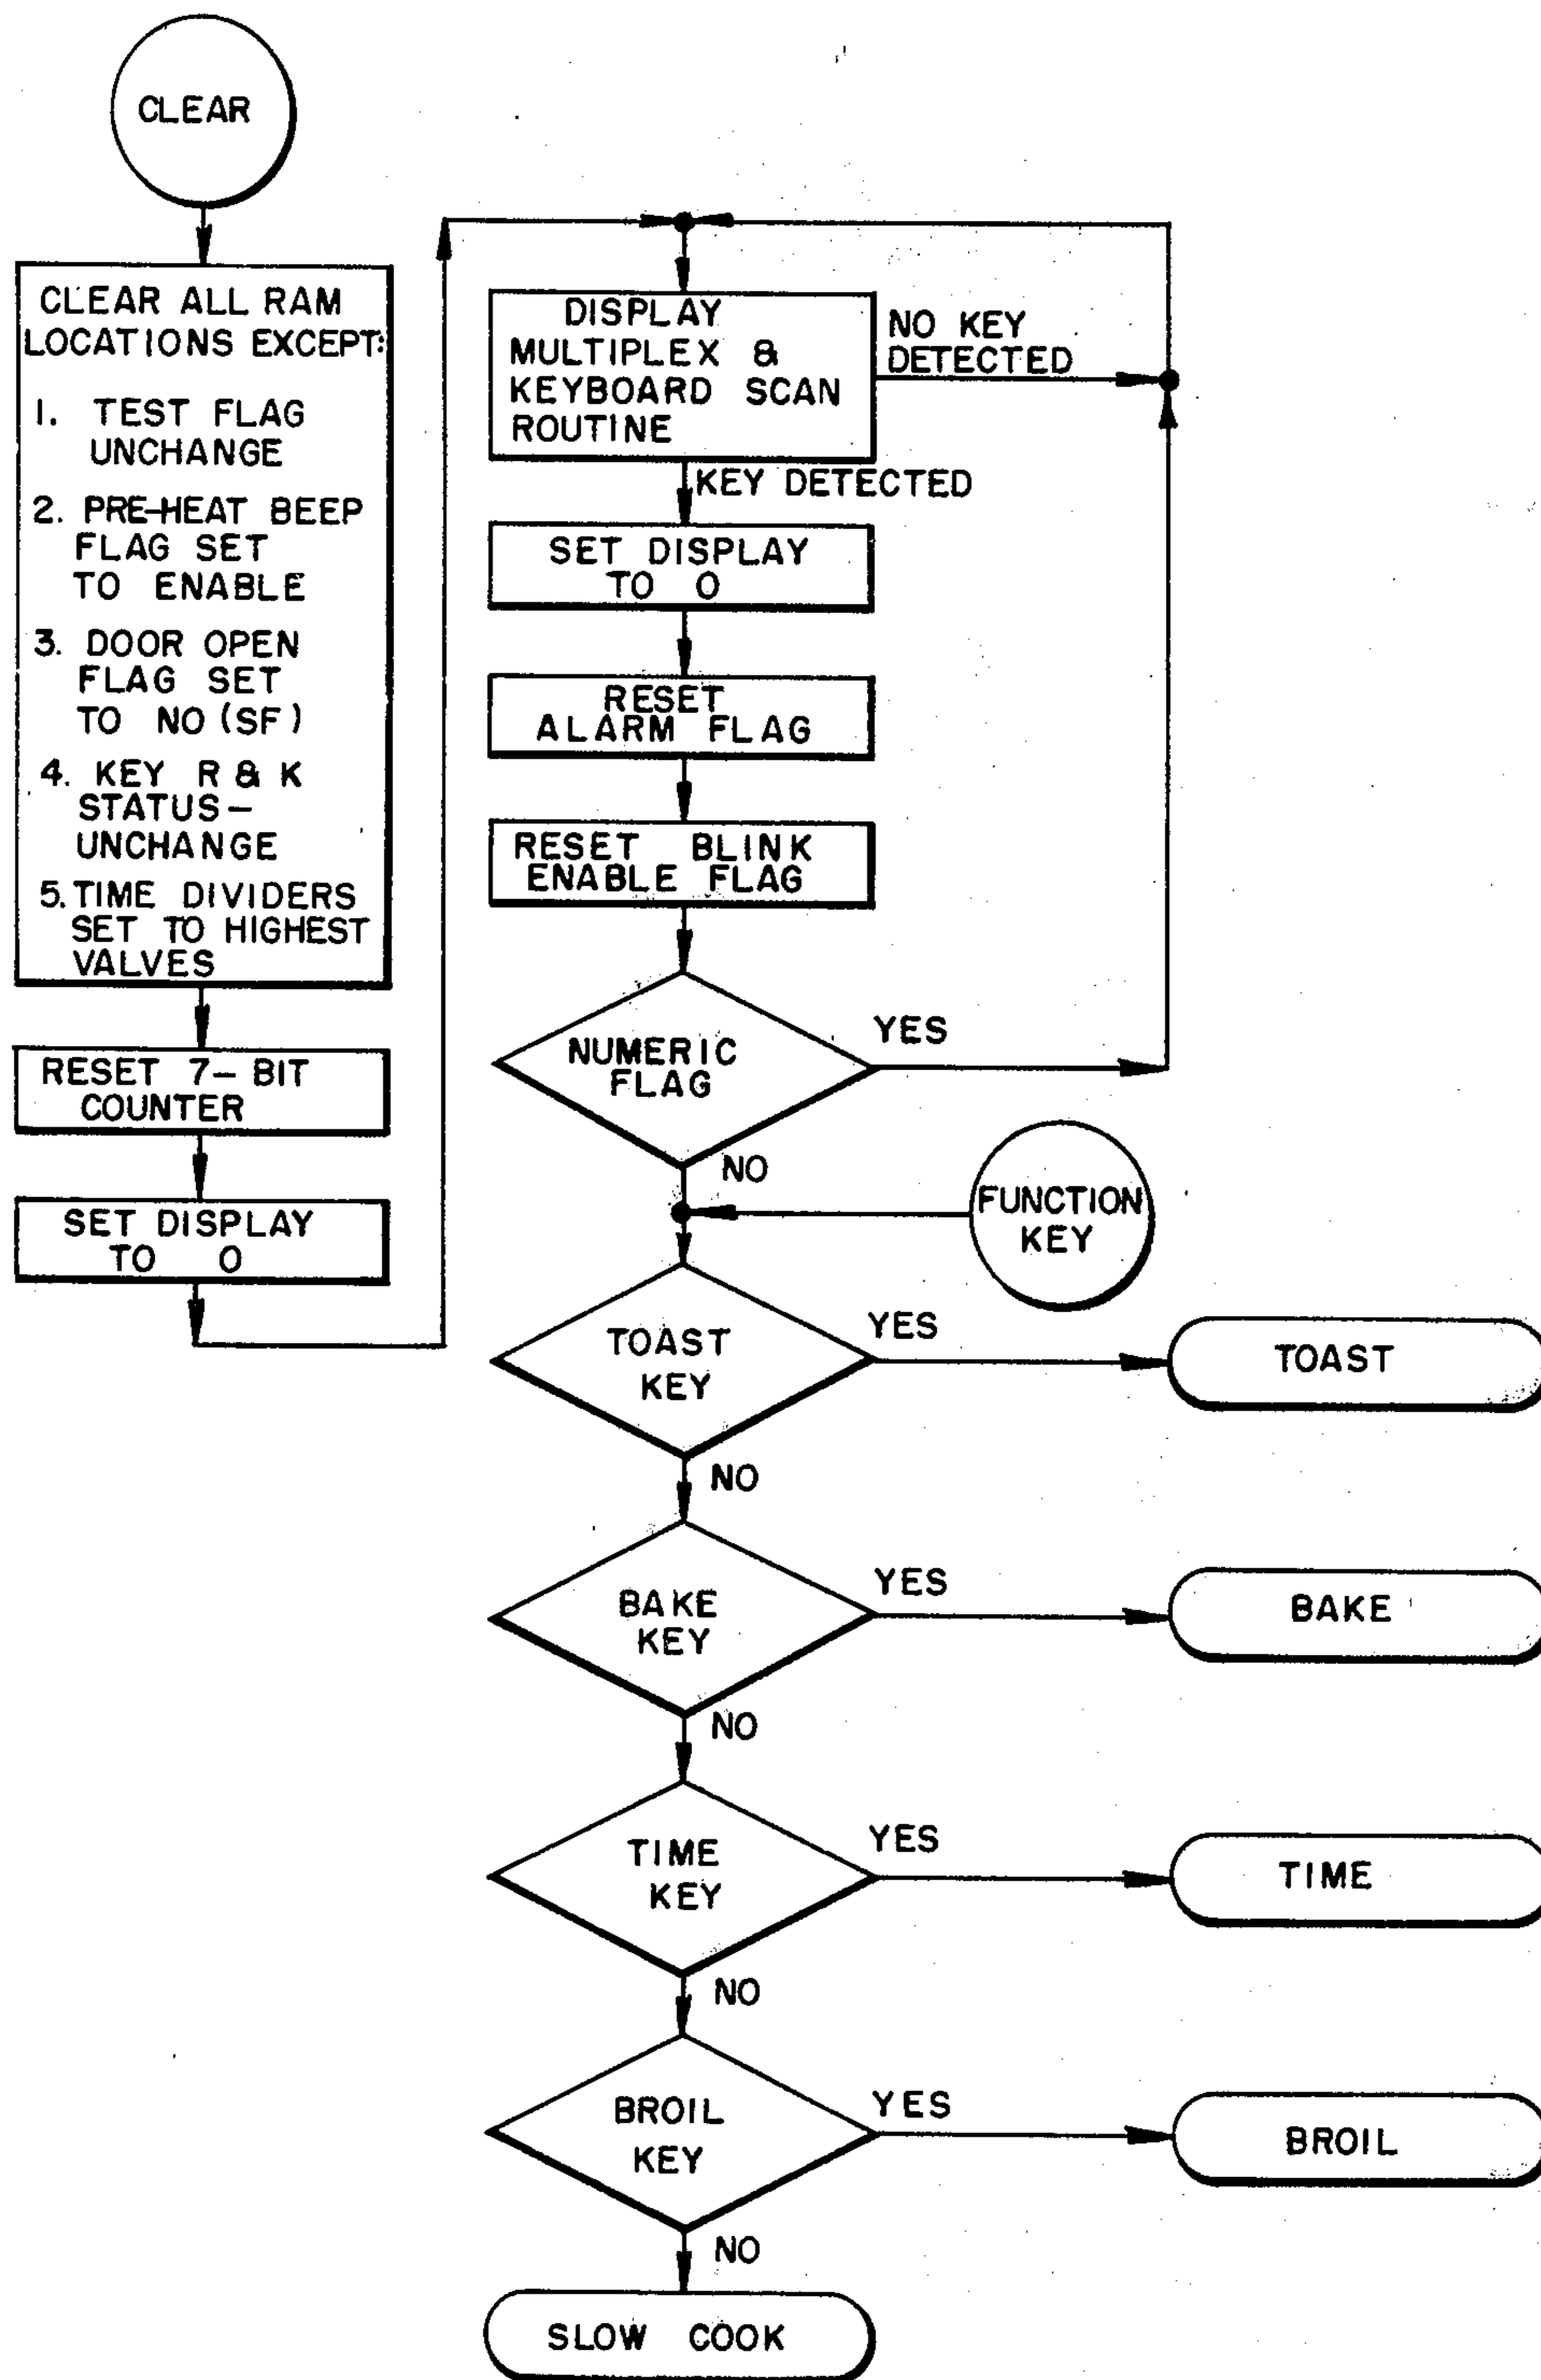 CLEAR
CLEAR ALL RAM
LOCATIONS EXCEPT:
1. TEST FLAG
UNCHANGE
2. PRE-HEAT BEEP
FLAG SET
TO ENABLE
3. DOOR OPEN
FLAG SET
TO NO (SF)
4. KEY R & K
STATUS-
UNCHANGE
5. TIME DIVIDERS
SET TO HIGHEST
VALVES
RESET 7-BIT
COUNTER
SET DISPLAY
TO 0
DISPLAY
MULTIPLEX &
KEYBOARD SCAN
ROUTINE
NO KEY
DETECTED
KEY DETECTED
SET DISPLAY
TO 0
RESET
ALARM FLAG
RESET BLINK
ENABLE FLAG
NUMERIC
FLAG
YES
NO
FUNCTION
KEY
TOAST
KEY
YES
TOAST
NO
BAKE
KEY
YES
BAKE
NO
TIME
KEY
YES
TIME
NO
BROIL
KEY
YES
BROIL
NO
SLOW COOK